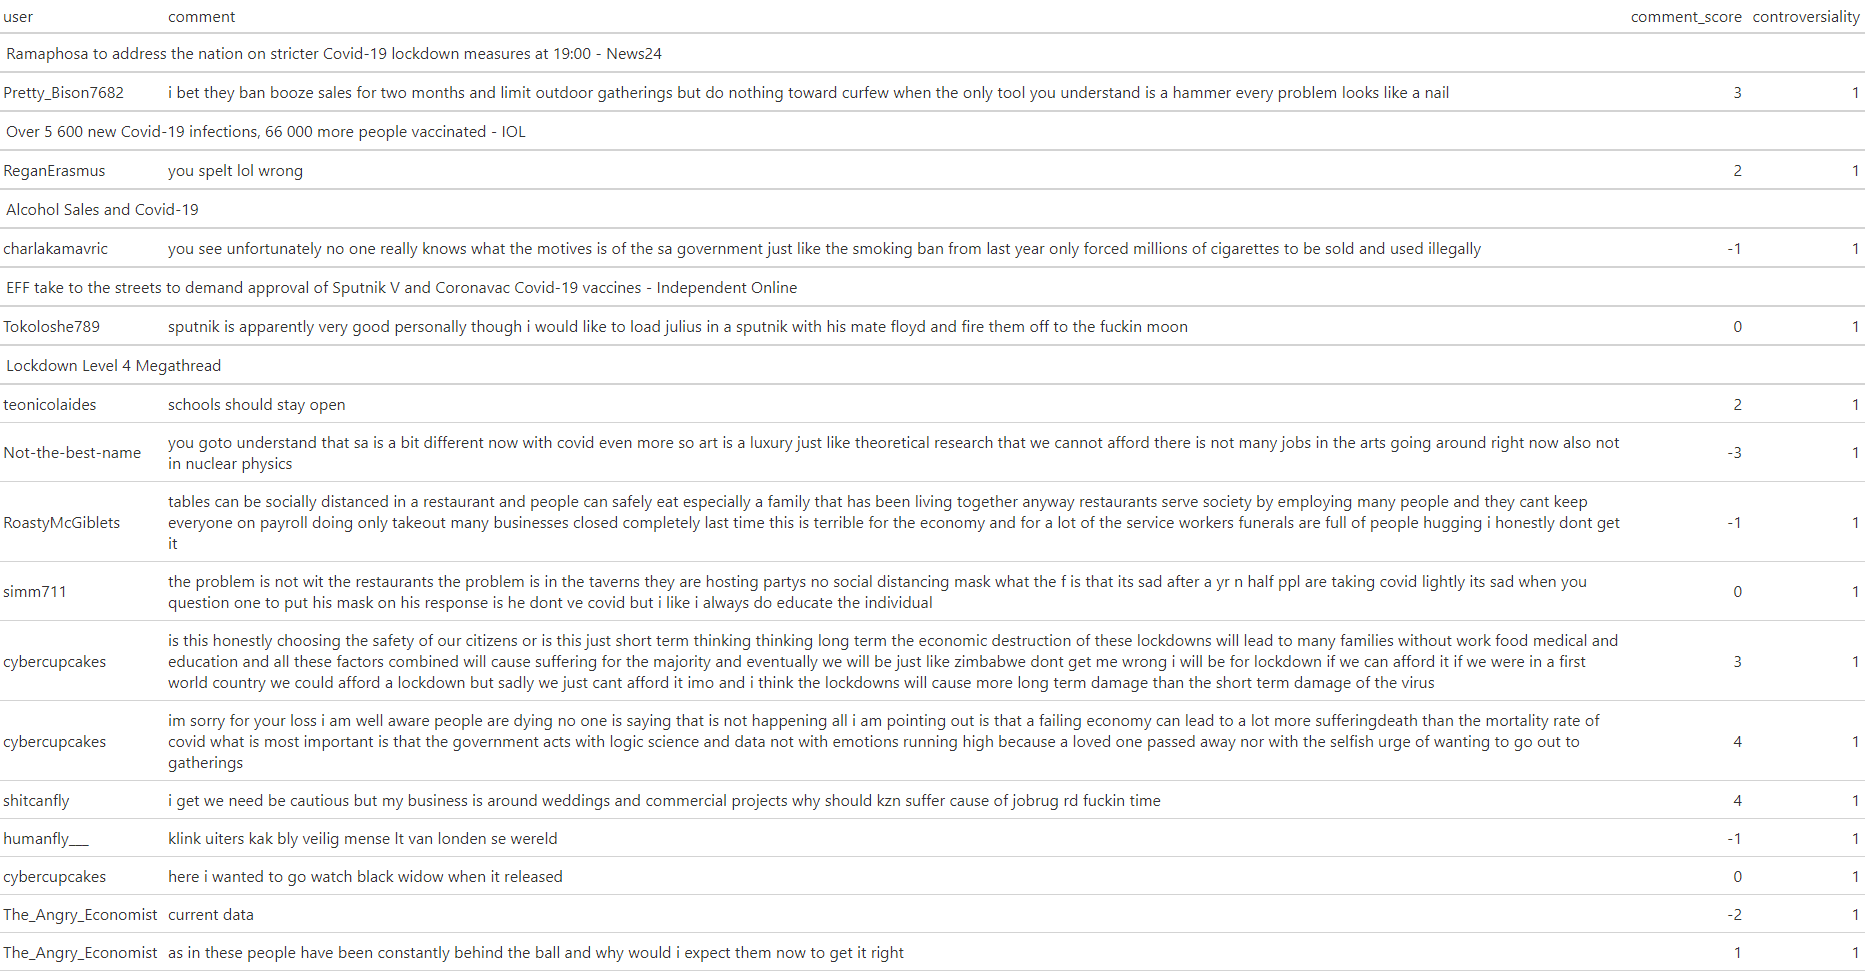 user comment comment_score controversiality
Ramaphosa to address the nation on stricter Covid-19 lockdown measures at 19:00 - News24
Pretty_Bison7682 i bet they ban booze sales for two months and limit outdoor gatherings but do nothing toward curfew when the only tool you understand is a hammer every problem looks like a nail 3 1
Over 5 600 new Covid-19 infections, 66 000 more people vaccinated - IOL
ReganErasmus you spelt lol wrong 2 1
Alcohol Sales and Covid-19
charlakamavric you see unfortunately no one really knows what the motives is of the sa government just like the smoking ban from last year only forced millions of cigarettes to be sold and used illegally -1 1
EFF take to the streets to demand approval of Sputnik V and Coronavac Covid-19 vaccines - Independent Online
Tokoloshe789 sputnik is apparently very good personally though i would like to load julius in a sputnik with his mate floyd and fire them off to the fuckin moon 0 1
Lockdown Level 4 Megathread
teonicolaides schools should stay open 2 1
you goto understand that sa is a bit different now with covid even more so art is a luxury just like theoretical research that we cannot afford there is not many jobs in the arts going around right now also not
Not-the-best-name in nuclear physics -3 1
tables can be socially distanced in a restaurant and people can safely eat especially a family that has been living together anyway restaurants serve society by employing many people and they cant keep
RoastyMcGiblets everyone on payroll doing only takeout many businesses closed completely last time this is terrible for the economy and for a lot of the service workers funerals are full of people hugging i honestly dont get -1 1
it
the problem is not wit the restaurants the problem is in the taverns they are hosting partys no social distancing mask what the f is that its sad after a yr n half ppl are taking covid lightly its sad when you
simm711 question one to put his mask on his response is he dont ve covid but i like i always do educate the individual 0 1
is this honestly choosing the safety of our citizens or is this just short term thinking thinking long term the economic destruction of these lockdowns will lead to many families without work food medical and
cybercupcakes education and all these factors combined will cause suffering for the majority and eventually we will be just like zimbabwe dont get me wrong i will be for lockdown if we can afford it if we were in a first 3 1
world country we could afford a lockdown but sadly we just cant afford it imo and i think the lockdowns will cause more long term damage than the short term damage of the virus
im sorry for your loss i am well aware people are dying no one is saying that is not happening all i am pointing out is that a failing economy can lead to a lot more sufferingdeath than the mortality rate of
cybercupcakes covid what is most important is that the government acts with logic science and data not with emotions running high because a loved one passed away nor with the selfish urge of wanting to go out to 4 1
gatherings
shitcanfly i get we need be cautious but my business is around weddings and commercial projects why should kzn suffer cause of jobrug rd fuckin time 4 1
humanfly___ klink uiters kak bly veilig mense lt van londen se wereld -1 1
cybercupcakes here i wanted to go watch black widow when it released 0 1
The_Angry_Economist current data -2 1
The_Angry_Economist as in these people have been constantly behind the ball and why would i expect them now to get it right 1 1